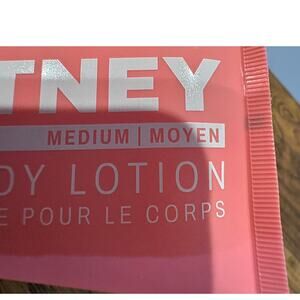 TNEY
MEDIUM | MOYEN
DY LOTION
E POUR LE CORPS